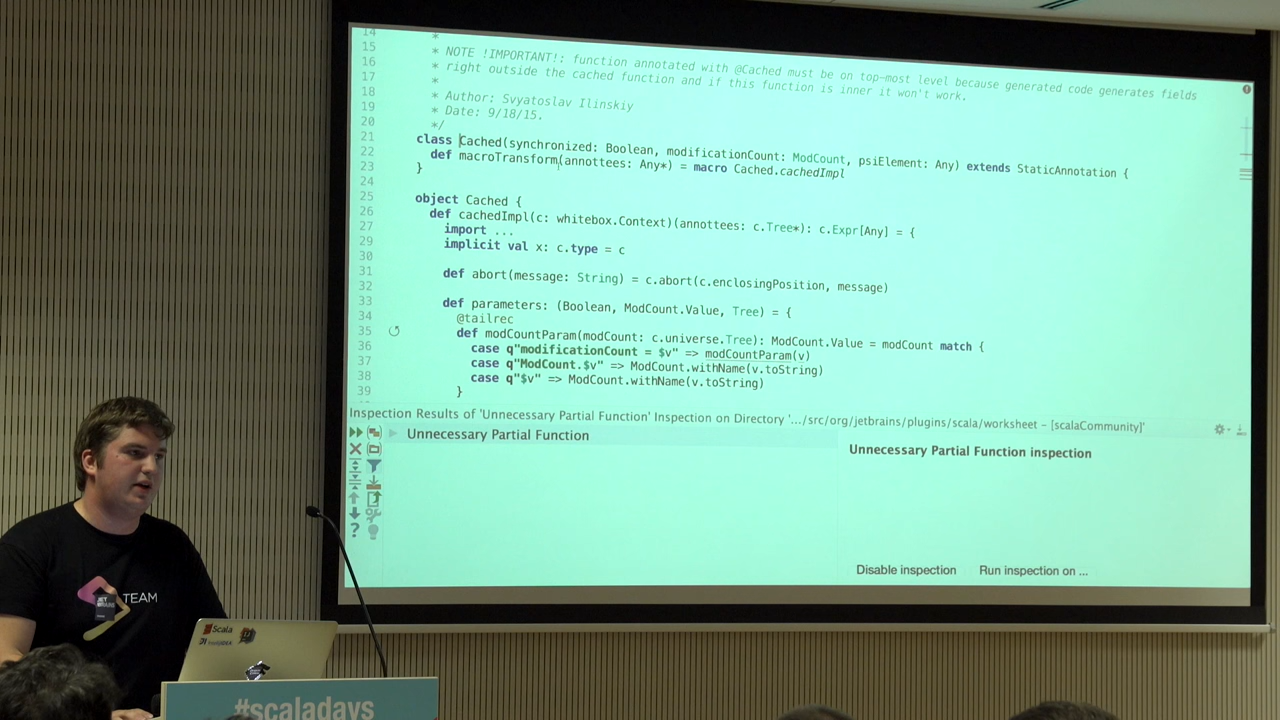 14 *
15 *
16 * NOTE !IMPORTANT!: function annotated with @Cached must be on top-most level because generated code generates fields
17 * right outside the cached function and if this function is inner it won't work.
18 *
19 * Author: Svyatoslav Ilinskiy
20 * Date: 9/18/15.
*/
21 class Cached(synchronized: Boolean, modificationCount: ModCount, psiElement: Any) extends StaticAnnotation {
22 def macroTransform(annottees: Any*) = macro Cached.cachedImpl
23 }
24
25 object Cached {
26 def cachedImpl(c: whitebox.Context)(annottees: c.Tree*): c.Expr[Any] = {
27 import ...
29 implicit val x: c.type = c
30
31 def abort(message: String) = c.abort(c.enclosingPosition, message)
32
33 def parameters: (Boolean, ModCount.Value, Tree) = {
34 @tailrec
35 def modCountParam(modCount: c.universe.Tree): ModCount.Value = modCount match {
36 case q"modificationCount = $v" => modCountParam(v)
37 case q"ModCount.$v" => ModCount.withName(v.toString)
38 case q"$v" => ModCount.withName(v.toString)
39 }
Inspection Results of 'Unnecessary Partial Function' Inspection on Directory '.../src/org/jetbrains/plugins/scala/worksheet - [scalaCommunity]'
Unnecessary Partial Function
Unnecessary Partial Function inspection
Disable inspection Run inspection on ...
JET
BRAINS
TEAM
Scala
#scaladays